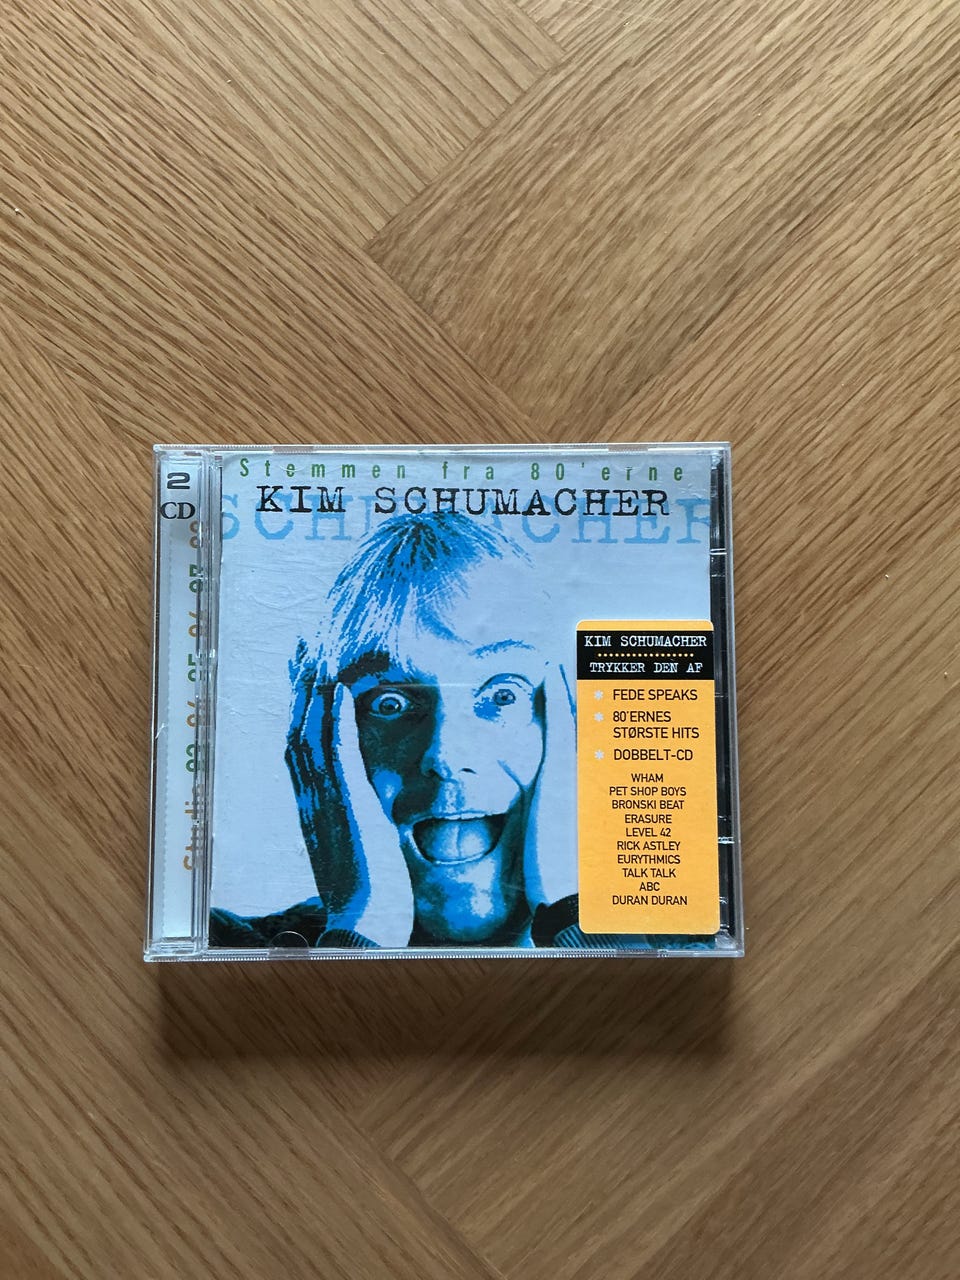 2
CD
Stemmen fra 80'erne
KIM SCHUMACHER
SCHUMACHER
KIM SCHUMACHER
TRYKKER DEN AF
FEDE SPEAKS
80'ERNES
STØRSTE HITS
DOBBELT-CD
WHAM
PET SHOP BOYS
BRONSKI BEAT
ERASURE
LEVEL 42
RICK ASTLEY
EURYTHMICS
TALK TALK
ABC
DURAN DURAN